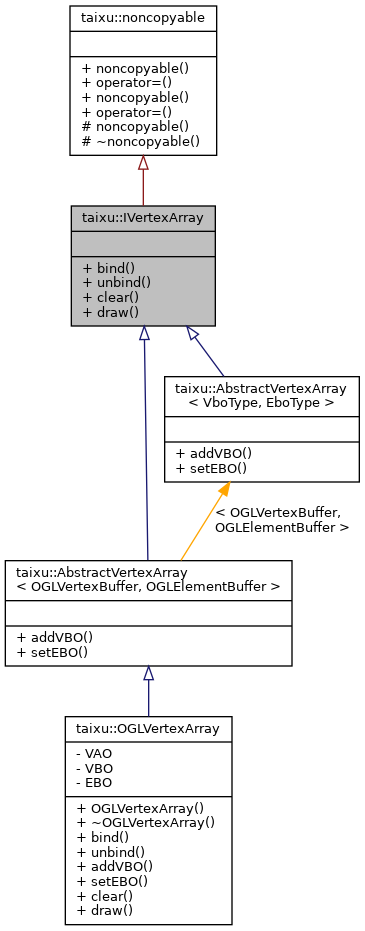 taixu::noncopyable
+ noncopyable()
+ operator=()
+ noncopyable()
+ operator=()
# noncopyable()
# ~noncopyable()
taixu::IVertexArray
+ bind()
+ unbind()
+ clear()
+ draw()
taixu::AbstractVertexArray
< VboType, EboType >
+ addVBO()
+ setEBO()
< OGLVertexBuffer,
OGLElementBuffer >
taixu::AbstractVertexArray
< OGLVertexBuffer, OGLElementBuffer >
+ addVBO()
+ setEBO()
taixu::OGLVertexArray
- VAO
- VBO
- EBO
+ OGLVertexArray()
+ ~OGLVertexArray()
+ bind()
+ unbind()
+ addVBO()
+ setEBO()
+ clear()
+ draw()